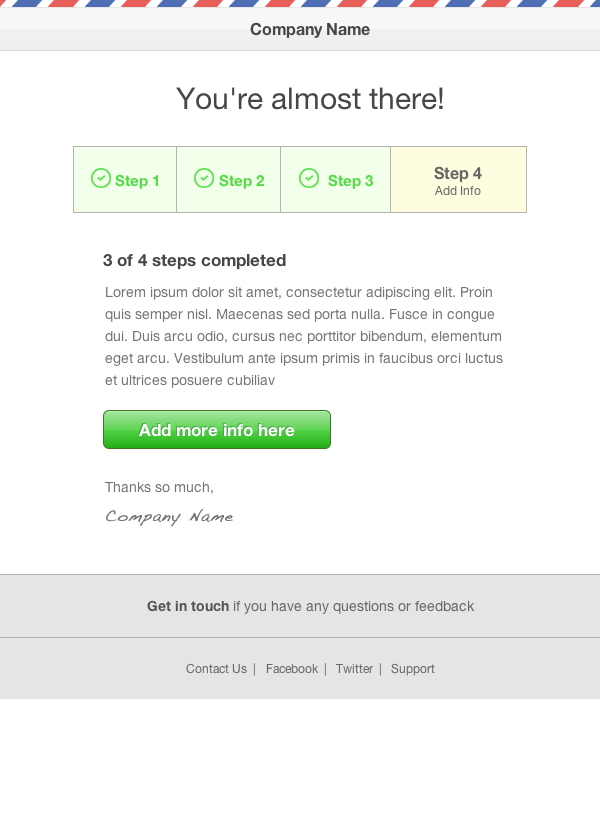 Company Name
You're almost there!
Step 1 Step 2 Step 3 Step 4
Add Info
3 of 4 steps completed
Lorem ipsum dolor sit amet, consectetur adipiscing elit. Proin
quis semper nisl. Maecenas sed porta nulla. Fusce in congue
dui. Duis arcu odio, cursus nec porttitor bibendum, elementum
eget arcu. Vestibulum ante ipsum primis in faucibus orci luctus
et ultrices posuere cubiliav
Add more info here
Thanks so much,
Company Name
Get in touch if you have any questions or feedback
Contact Us | Facebook | Twitter | Support